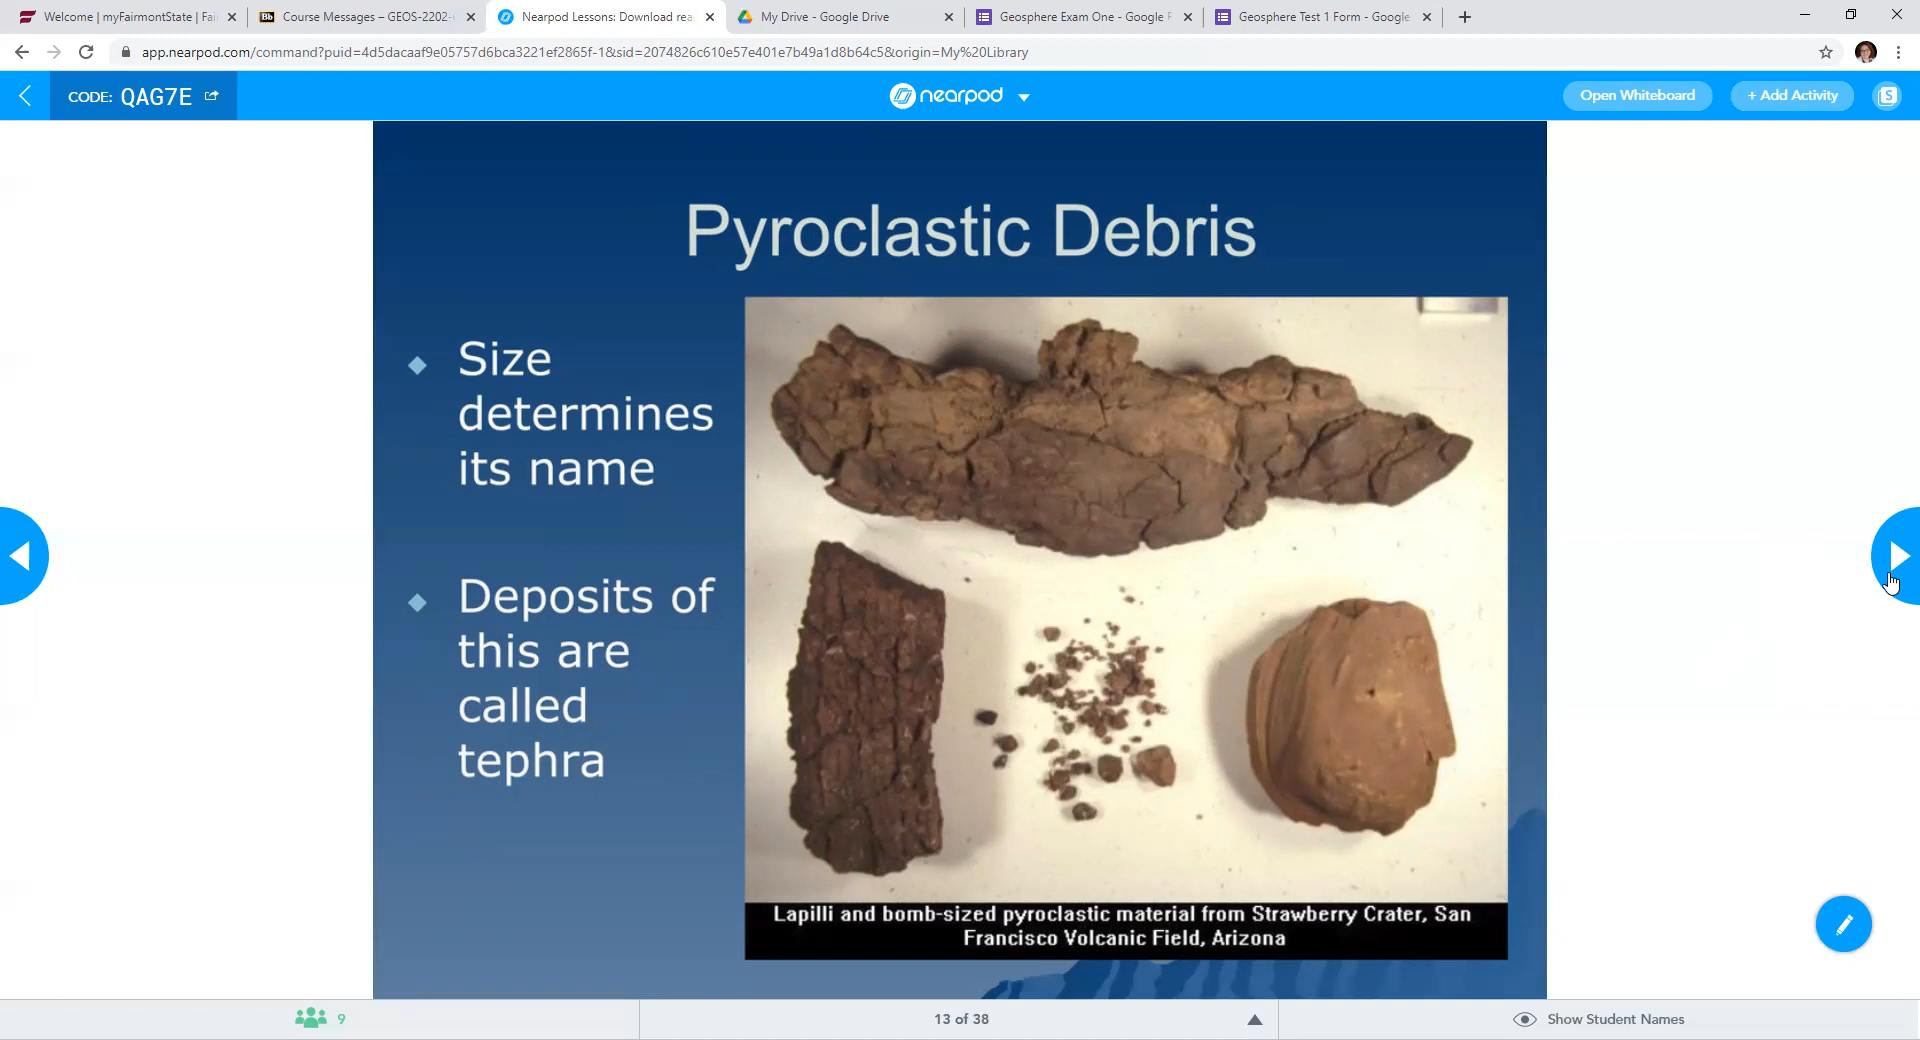 Welcome | myFairmontState | Fai
Course Messages – GEOS-2202-
Nearpod Lessons: Download rea
My Drive - Google Drive
Geosphere Exam One - Google F
Geosphere Test 1 Form - Google
app.nearpod.com/command?puid=4d5dacaaf9e05757d6bca3221ef2865f-1&sid=2074826c610e57e401e7b49a1d8b64c5&origin=My%20Library
CODE: QAG7E
nearpod
Open Whiteboard
+ Add Activity
S
Pyroclastic Debris
Size
determines
its name
Deposits of
this are
called
tephra
Lapilli and bomb-sized pyroclastic material from Strawberry Crater, San
Francisco Volcanic Field, Arizona
9
13 of 38
Show Student Names